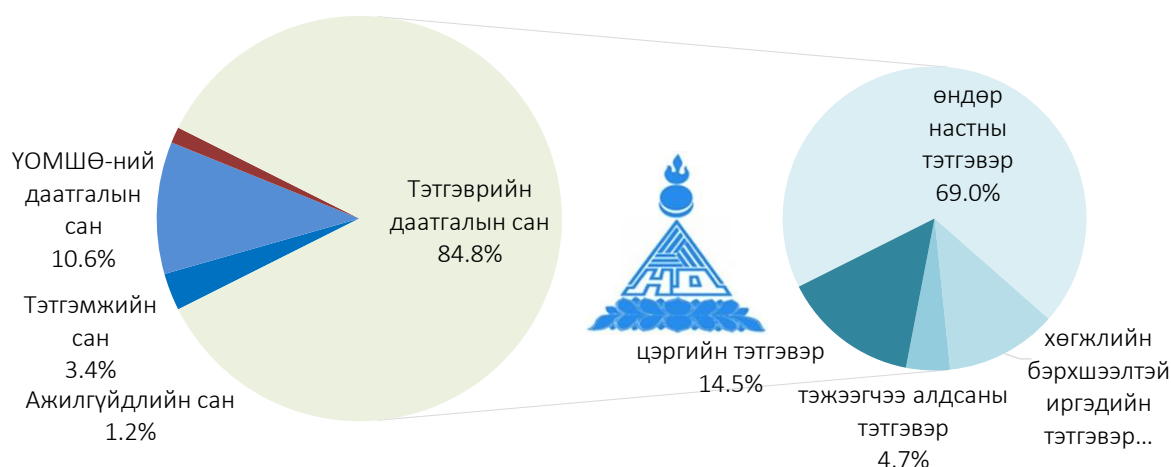 ҮОМШӨ-ний
даатгалын
сан
10.6%
Тэтгэмжийн
сан
3.4%
Ажилгүйдлийн сан
1.2%
Тэтгэврийн
даатгалын сан
84.8%
НД
цэргийн тэтгэвэр
14.5%
өндөр
настны
тэтгэвэр
69.0%
тэжээгчээ алдсаны
тэтгэвэр
4.7%
хөгжлийн
бэрхшээлтэй
иргэдийн
тэтгэвэр...